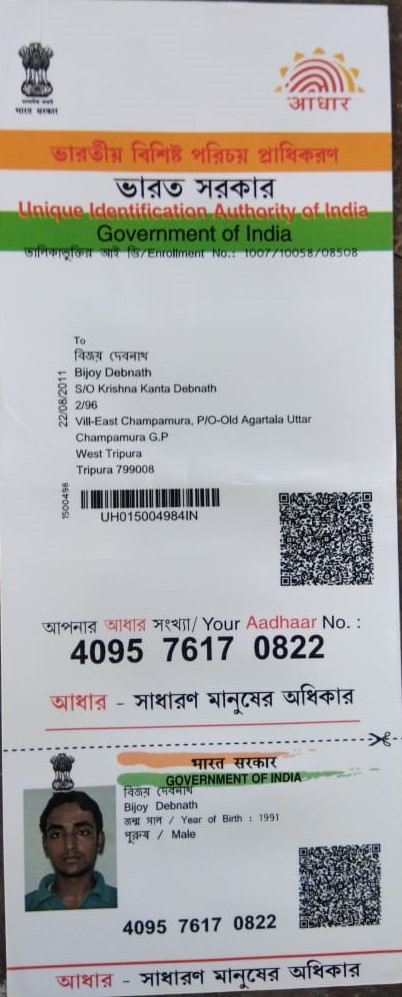 भारत सरकार
आधार
ভারতীয় বিশিষ্ট পরিচয় প্রাধিকরণ
ভারত সরকার
Unique Identification Authority of India
Government of India
তালিকাভুক্তির আই ডি/Enrollment No.: 1007/10058/08508
To
বিজয় দেবনাথ
Bijoy Debnath
S/O Krishna Kanta Debnath
2/96
Vill-East Champamura, P/O-Old Agartala Uttar
Champamura G.P
West Tripura
Tripura 799008
22/08/2011
1500498
UH015004984IN
আপনার আধার সংখ্যা/ Your Aadhaar No. :
4095 7617 0822
আধার - সাধারণ মানুষের অধিকার
भारत सरकार
GOVERNMENT OF INDIA
বিজয় দেবনাথ
Bijoy Debnath
জন্ম সাল / Year of Birth : 1991
পুরুষ / Male
4095 7617 0822
আধার - সাধারণ মানুষের অধিকার